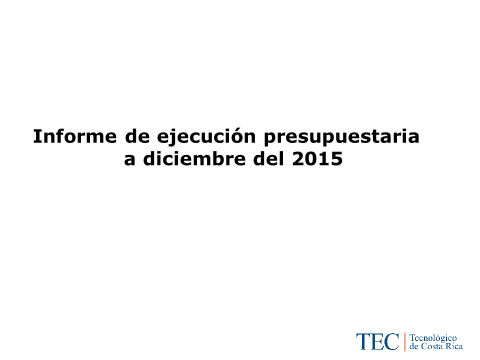 Informe de ejecución presupuestaria
a diciembre del 2015
TEC
Tecnológico
de Costa Rica